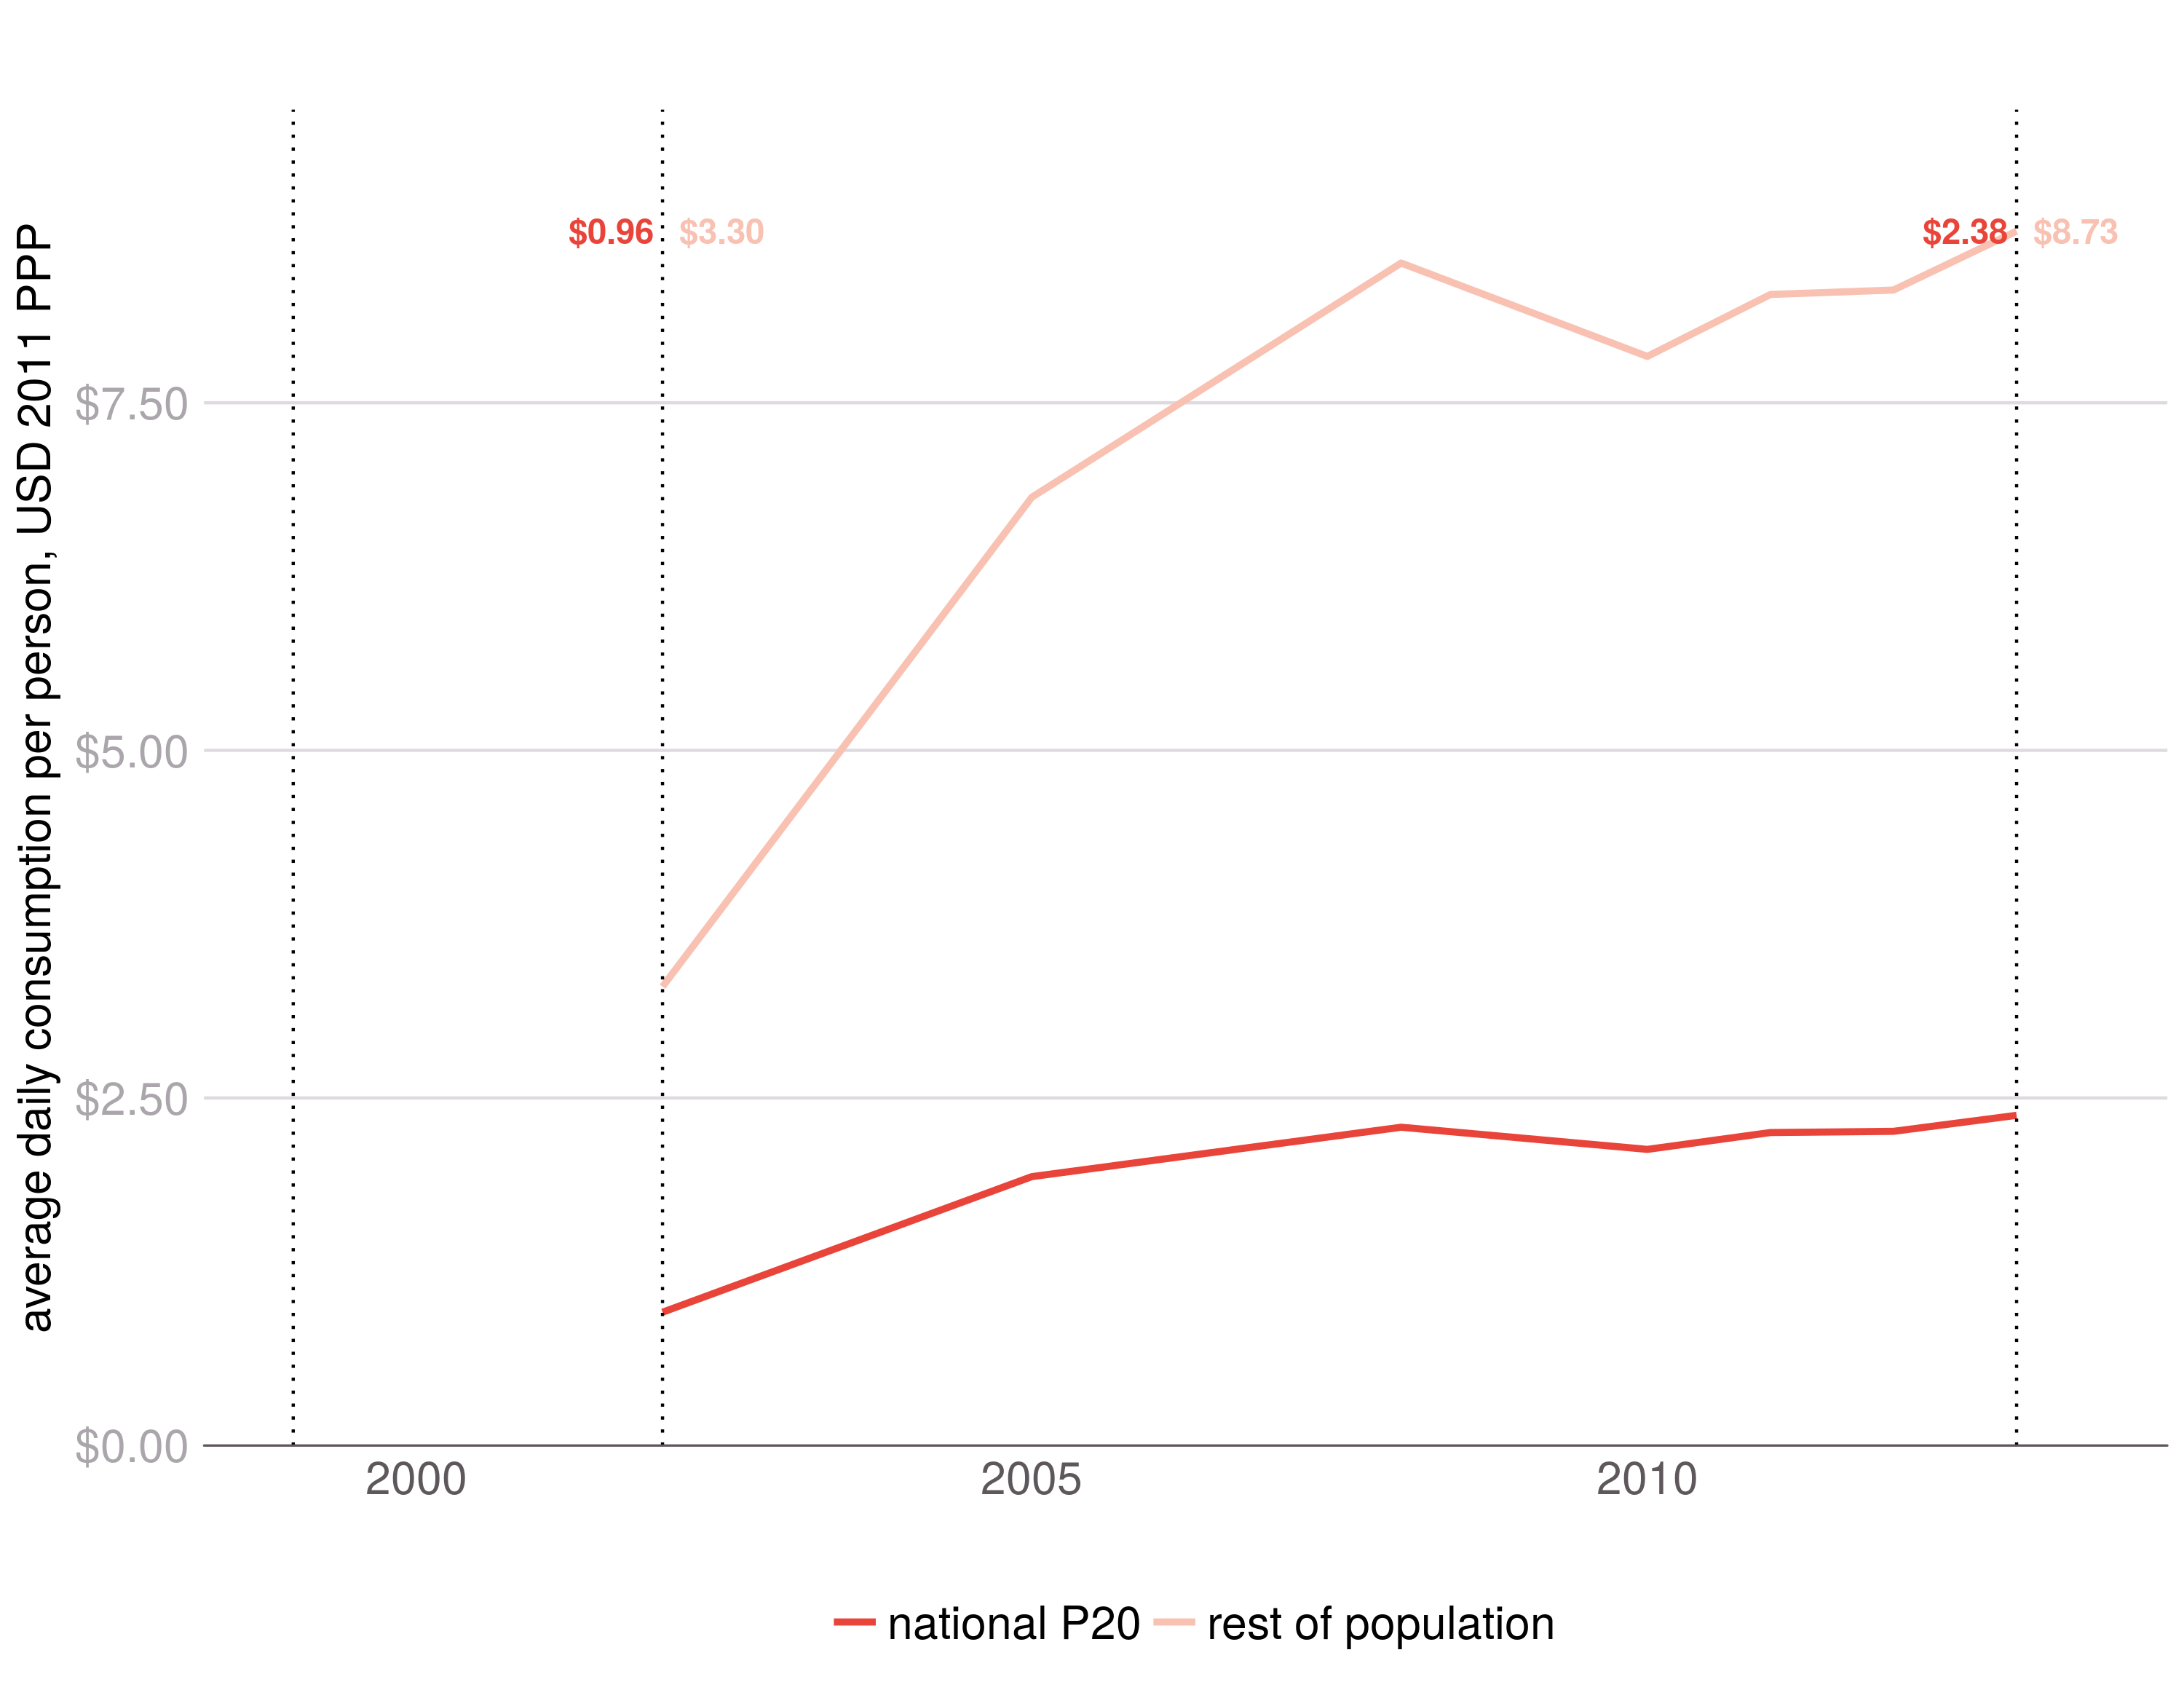 average daily consumption per person, USD 2011 PPP
$0.96 $3.30
$2.38 $8.73
$7.50
$5.00
$2.50
$0.00
2000 2005 2010
national P20 rest of population